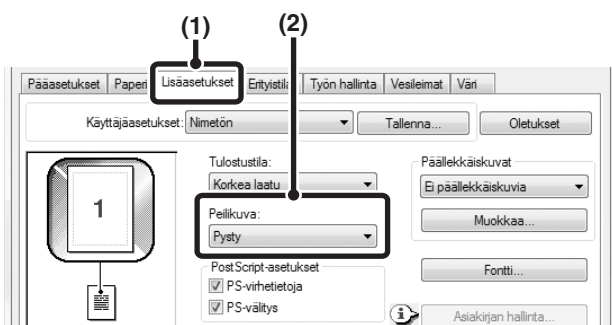 (1) (2)
Pääasetukset Paperi Lisäasetukset Erityistila Työn hallinta Vesileimat Väri
Käyttäjäasetukset: Nimetön Tallenna... Oletukset
Tulostustila: Päällekkäiskuvat
Korkea laatu Ei päällekkäiskuvia
1
Peilikuva: Muokkaa...
Pysty
PostScript-asetukset Fontti...
PS-virhetietoja
PS-välitys Asiakirjan hallinta...